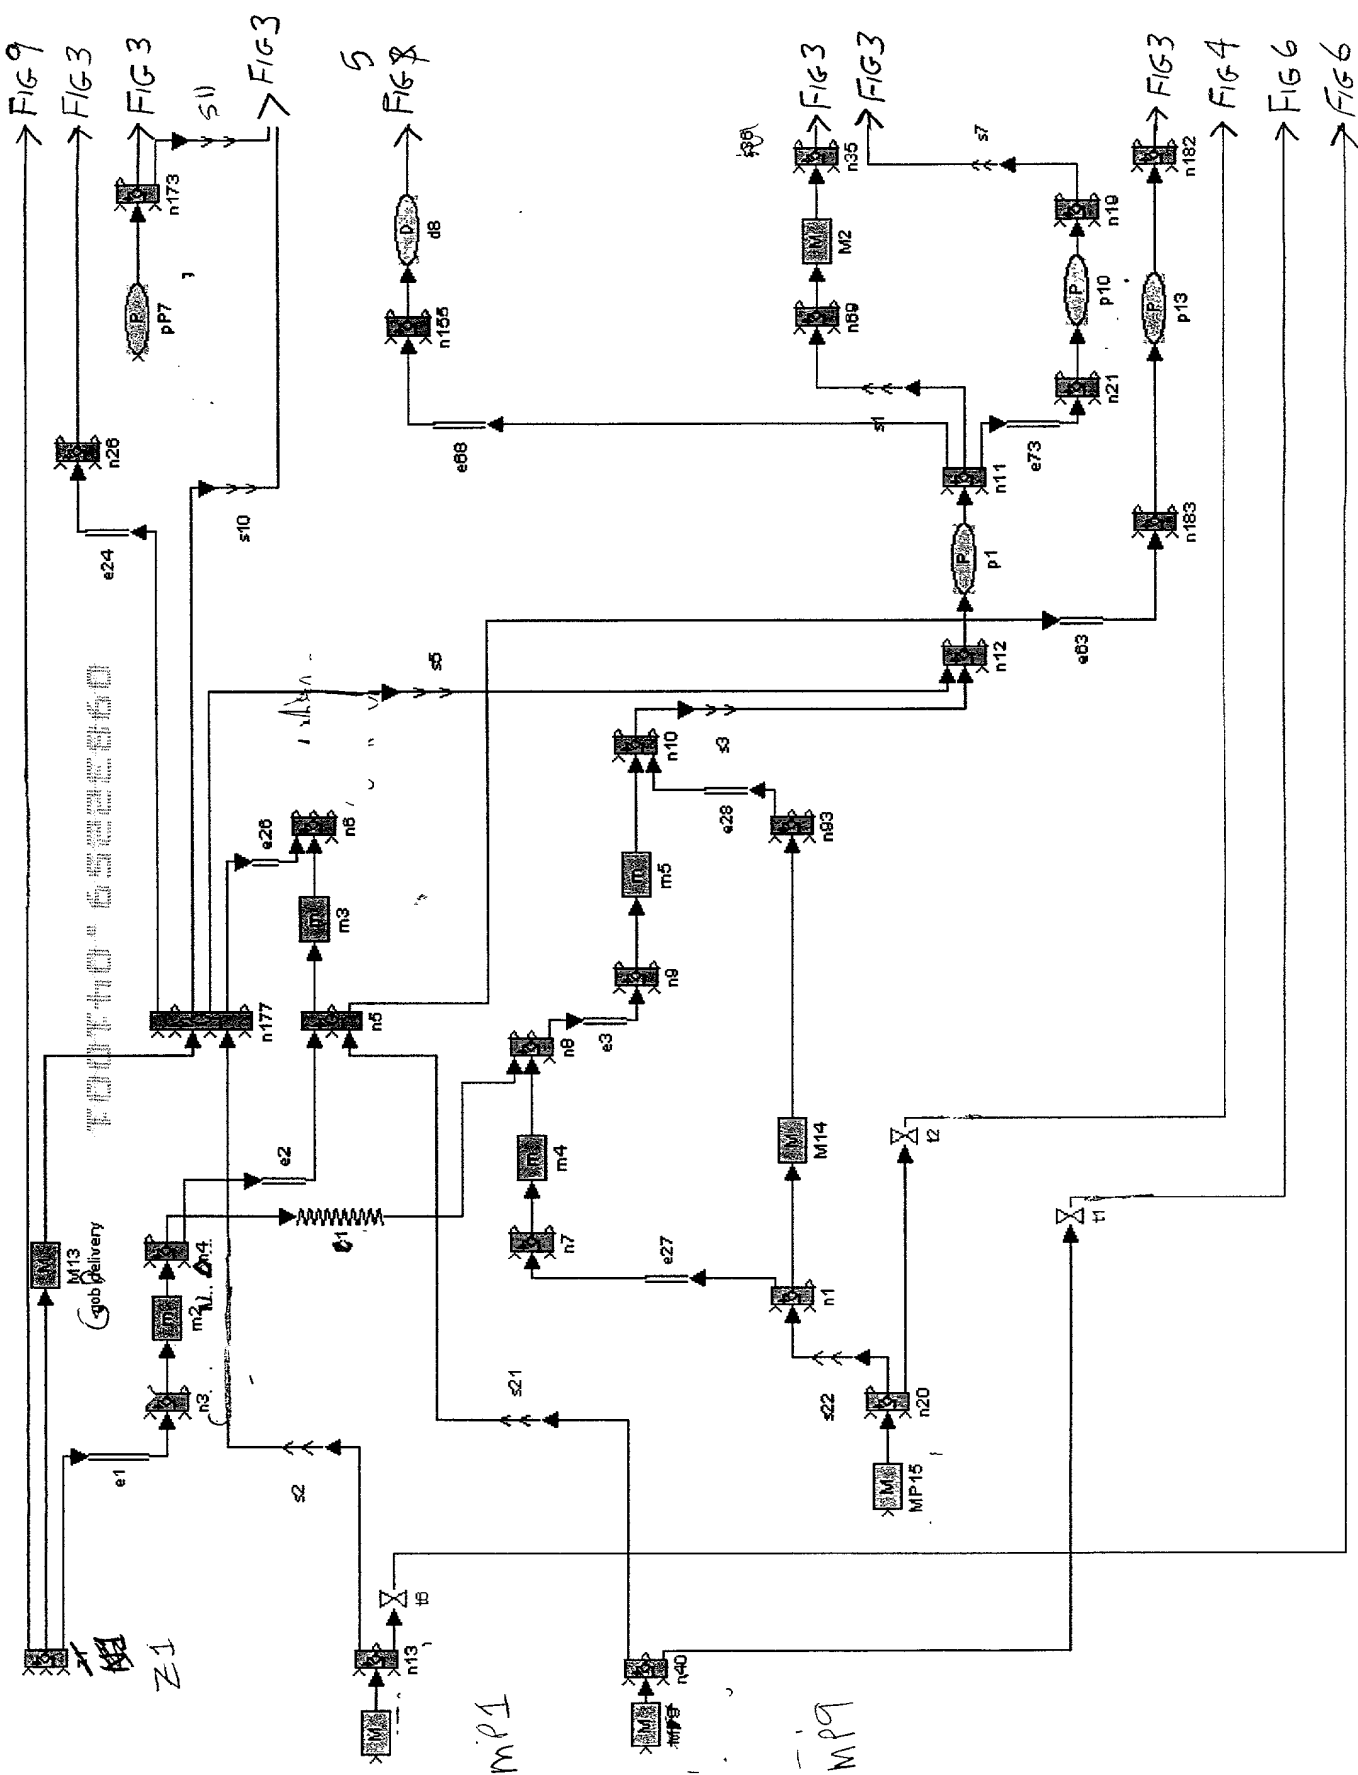 FIG 9
FIG 3
FIG 3
s11
FIG 3
5
FIG
FIG 3
FIG 3
FIG 3
FIG 4
FIG 6
FIG 6
P
pP7
n173
n26
e24
s10
D
d8
n155
e68
M
M2
n35
n69
s7
n19
P
p10
n21
e73
s1
n11
P
p1
n12
P
p13
n182
n183
e63
s5
n177
e26
n6
m
m3
n5
n10
s3
e28
n93
m
m5
n9
e3
n8
m
m4
n7
e27
M
M14
n1
t2
t1
M
M13
gob delivery
n4
m
m2
n3
e1
e2
s2
s21
s22
n20
M
MP15
Z1
n13
t6
M
MP1
n40
M
MP9